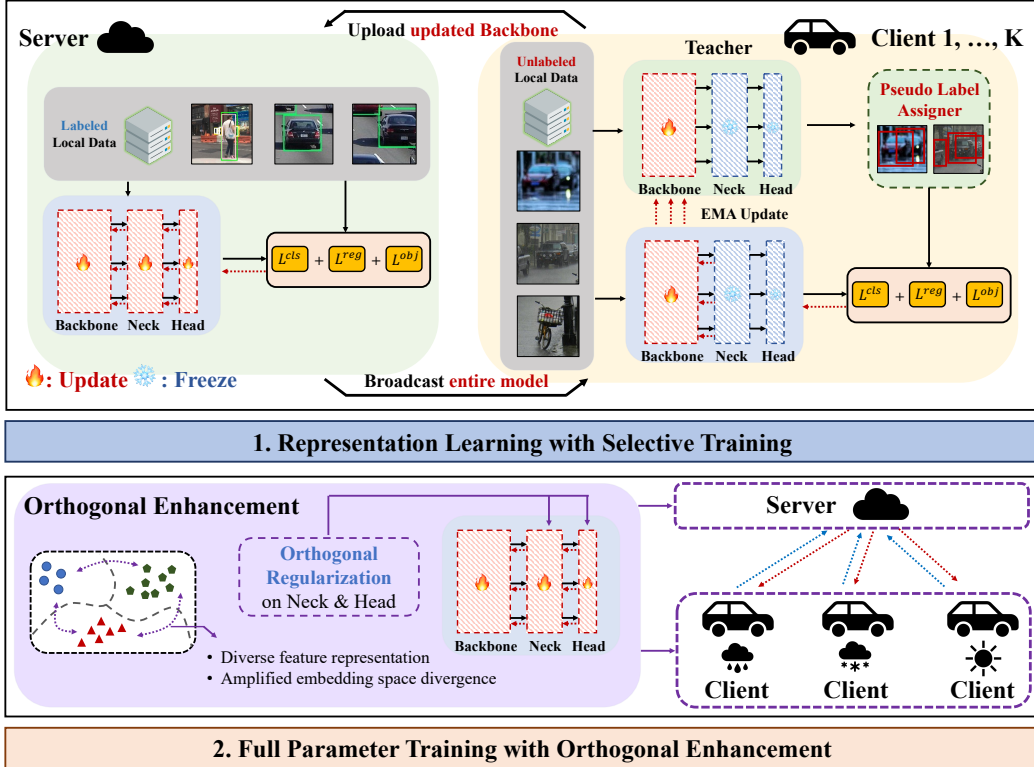 Server
Upload updated Backbone
Client 1, …, K
Labeled
Local Data
Backbone Neck Head
L^cls + L^reg + L^obj
🔥: Update ❄: Freeze
Broadcast entire model
Unlabeled
Local Data
Teacher
Backbone Neck Head
EMA Update
Backbone Neck Head
Pseudo Label
Assigner
L^cls + L^reg + L^obj
1. Representation Learning with Selective Training
Orthogonal Enhancement
Orthogonal
Regularization
on Neck & Head
• Diverse feature representation
• Amplified embedding space divergence
Backbone Neck Head
Server
Client Client Client
2. Full Parameter Training with Orthogonal Enhancement